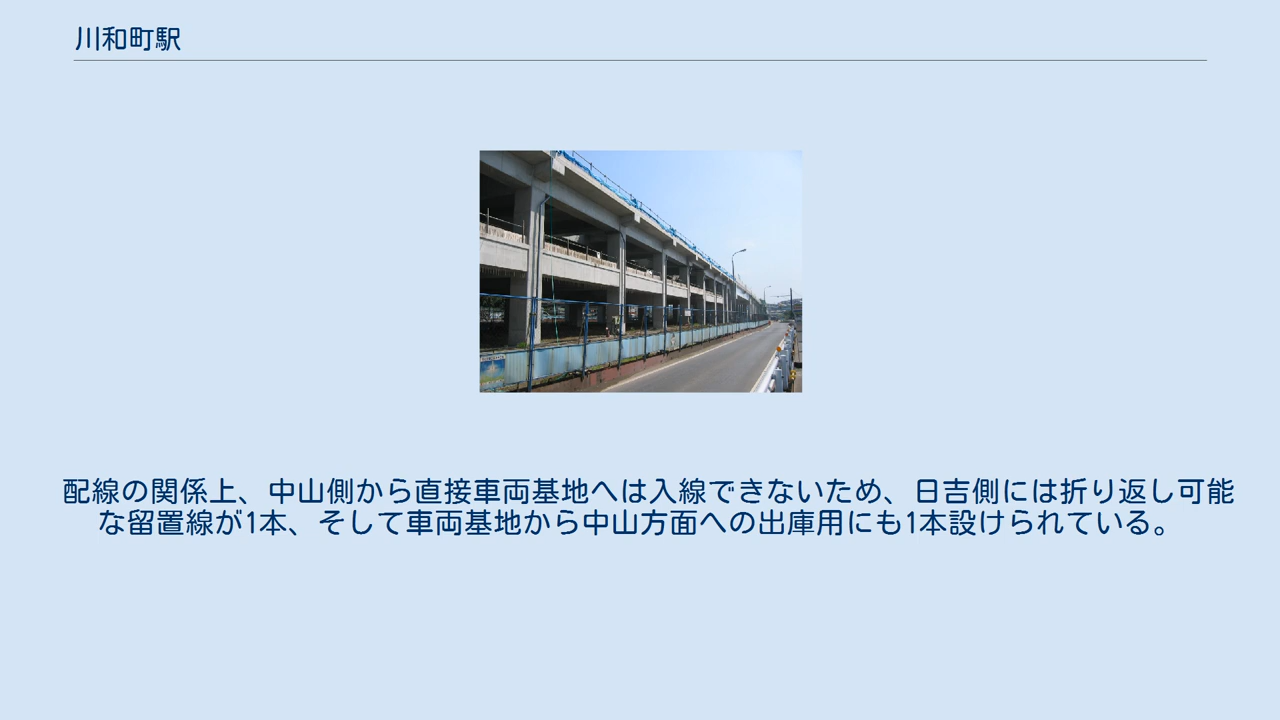 川和町駅
配線の関係上、中山側から直接車両基地へは入線できないため、日吉側には折り返し可能
な留置線が1本、そして車両基地から中山方面への出庫用にも1本設けられている。